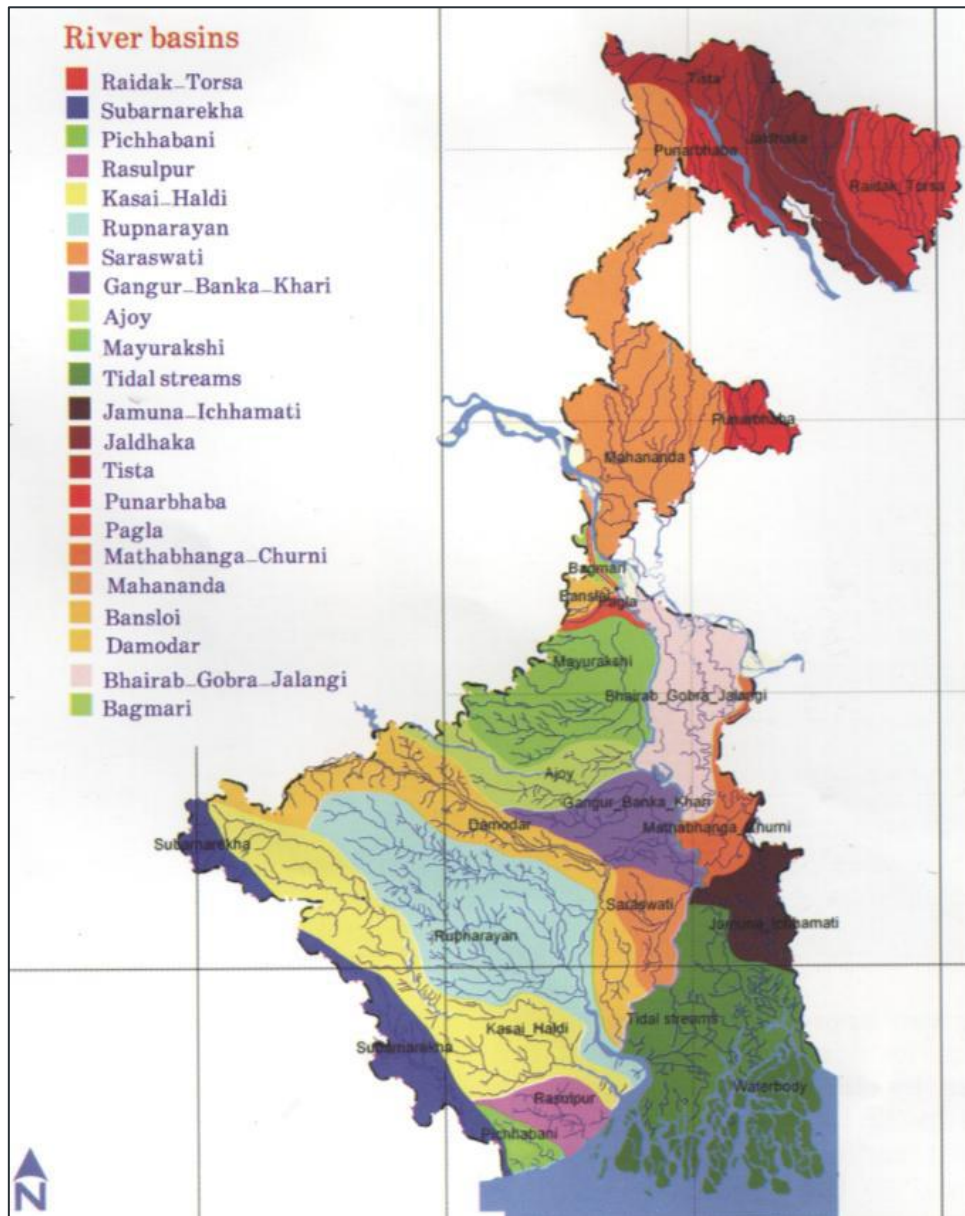 River basins
Raidak_Torsa
Subarnarekha
Pichhabani
Rasulpur
Kasai_Haldi
Rupnarayan
Saraswati
Gangur_Banka_Khari
Ajoy
Mayurakshi
Tidal streams
Jamuna_Ichhamati
Jaldhaka
Tista
Punarbhaba
Pagla
Mathabhanga_Churni
Mahananda
Bansloi
Damodar
Bhairab_Gobra_Jalangi
Bagmari
Tista
Jaldhaka
Punarbhaba
Raidak_Torsa
Punarbhaba
Mahananda
Bagmari
Bansloi
Pagla
Mayurakshi
Bhairab_Gobra_Jalangi
Ajoy
Gangur_Banka_Khari
Damodar
Mathabhanga_Churni
Subarnarekha
Saraswati
Jamuna_Ichhamati
Rupnarayan
Tidal streams
Kasai_Haldi
Subarnarekha
Waterbody
Rasulpur
Pichhabani
N